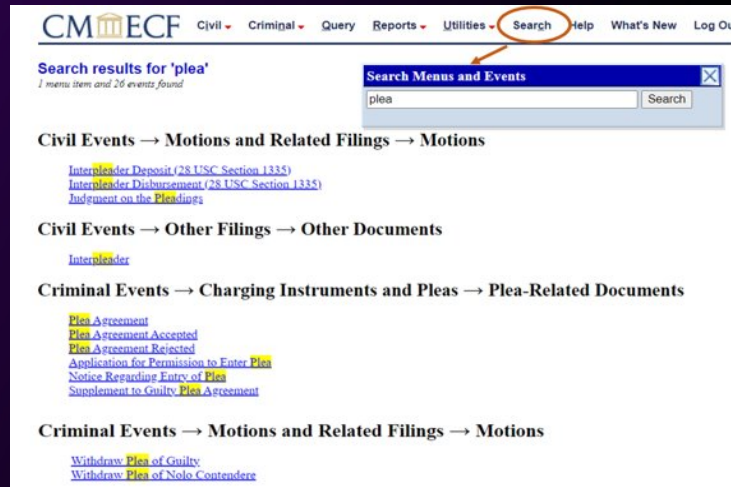 CM ECF Civil Criminal Query Reports Utilities Search Help What's New Log Ou
Search results for 'plea'
1 menu item and 26 events found
Search Menus and Events
plea Search
Civil Events → Motions and Related Filings → Motions
Interpleader Deposit (28 USC Section 1335)
Interpleader Disbursement (28 USC Section 1335)
Judgment on the Pleadings
Civil Events → Other Filings → Other Documents
Interpleader
Criminal Events → Charging Instruments and Pleas → Plea-Related Documents
Plea Agreement
Plea Agreement Accepted
Plea Agreement Rejected
Application for Permission to Enter Plea
Notice Regarding Entry of Plea
Supplement to Guilty Plea Agreement
Criminal Events → Motions and Related Filings → Motions
Withdraw Plea of Guilty
Withdraw Plea of Nolo Contendere